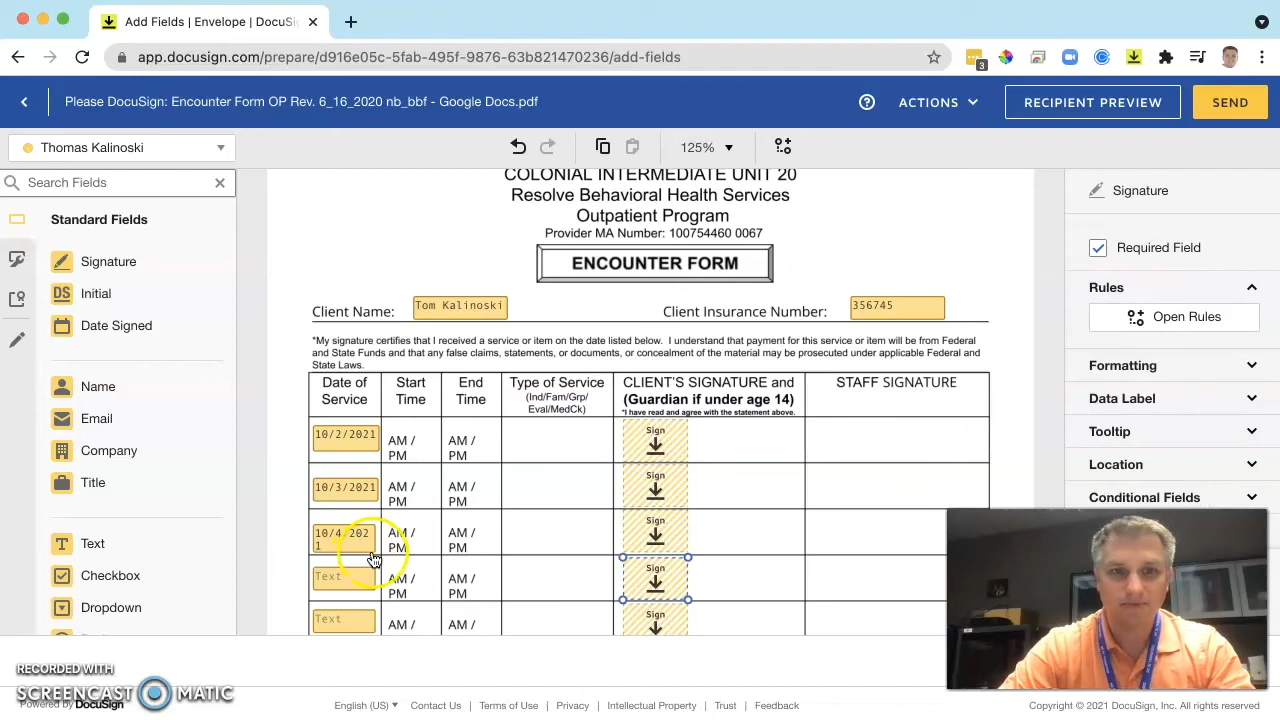 Add Fields | Envelope | DocuSi
app.docusign.com/prepare/d916e05c-5fab-495f-9876-63b821470236/add-fields
3
Please DocuSign: Encounter Form OP Rev. 6_16_2020 nb_bbf - Google Docs.pdf
ACTIONS
RECIPIENT PREVIEW
SEND
Thomas Kalinoski
125%
Search Fields
Standard Fields
Signature
DS Initial
Date Signed
Name
Email
Company
Title
Text
Checkbox
Dropdown
COLONIAL INTERMEDIATE UNIT 20
Resolve Behavioral Health Services
Outpatient Program
Provider MA Number: 100754460 0067
ENCOUNTER FORM
Client Name: Tom Kalinoski Client Insurance Number: 356745
*My signature certifies that I received a service or item on the date listed below. I understand that payment for this service or item will be from Federal
and State Funds and that any false claims, statements, or documents, or concealment of the material may be prosecuted under applicable Federal and
State Laws.
Date of Service
Start Time
End Time
Type of Service
(Ind/Fam/Grp/
Eval/MedCk)
CLIENT'S SIGNATURE and
(Guardian if under age 14)
*I have read and agree with the statement above.
STAFF SIGNATURE
10/2/2021 AM / PM AM / PM Sign
10/3/2021 AM / PM AM / PM Sign
10/4/2021 AM / PM AM / PM Sign
Text AM / PM AM / PM Sign
Text AM / AM / Sign
Signature
Required Field
Rules
Open Rules
Formatting
Data Label
Tooltip
Location
Conditional Fields
RECORDED WITH
SCREENCAST MATIC
Powered by DocuSign
English (US)
Contact Us
Terms of Use
Privacy
Intellectual Property
Trust
Feedback
Copyright © 2021 DocuSign, Inc. All rights reserved